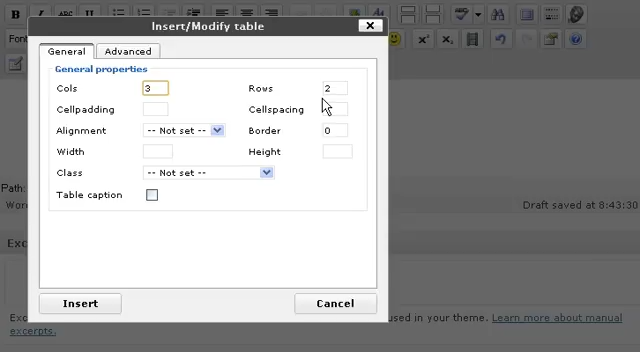 B I ABC U
Insert/Modify table
Font
General Advanced
General properties
Cols 3 Rows 2
Cellpadding Cellspacing
Alignment -- Not set -- Border 0
Width Height
Class -- Not set --
Table caption
Path:
Draft saved at 8:43:30
Insert Cancel
used in your theme. Learn more about manual
excerpts.